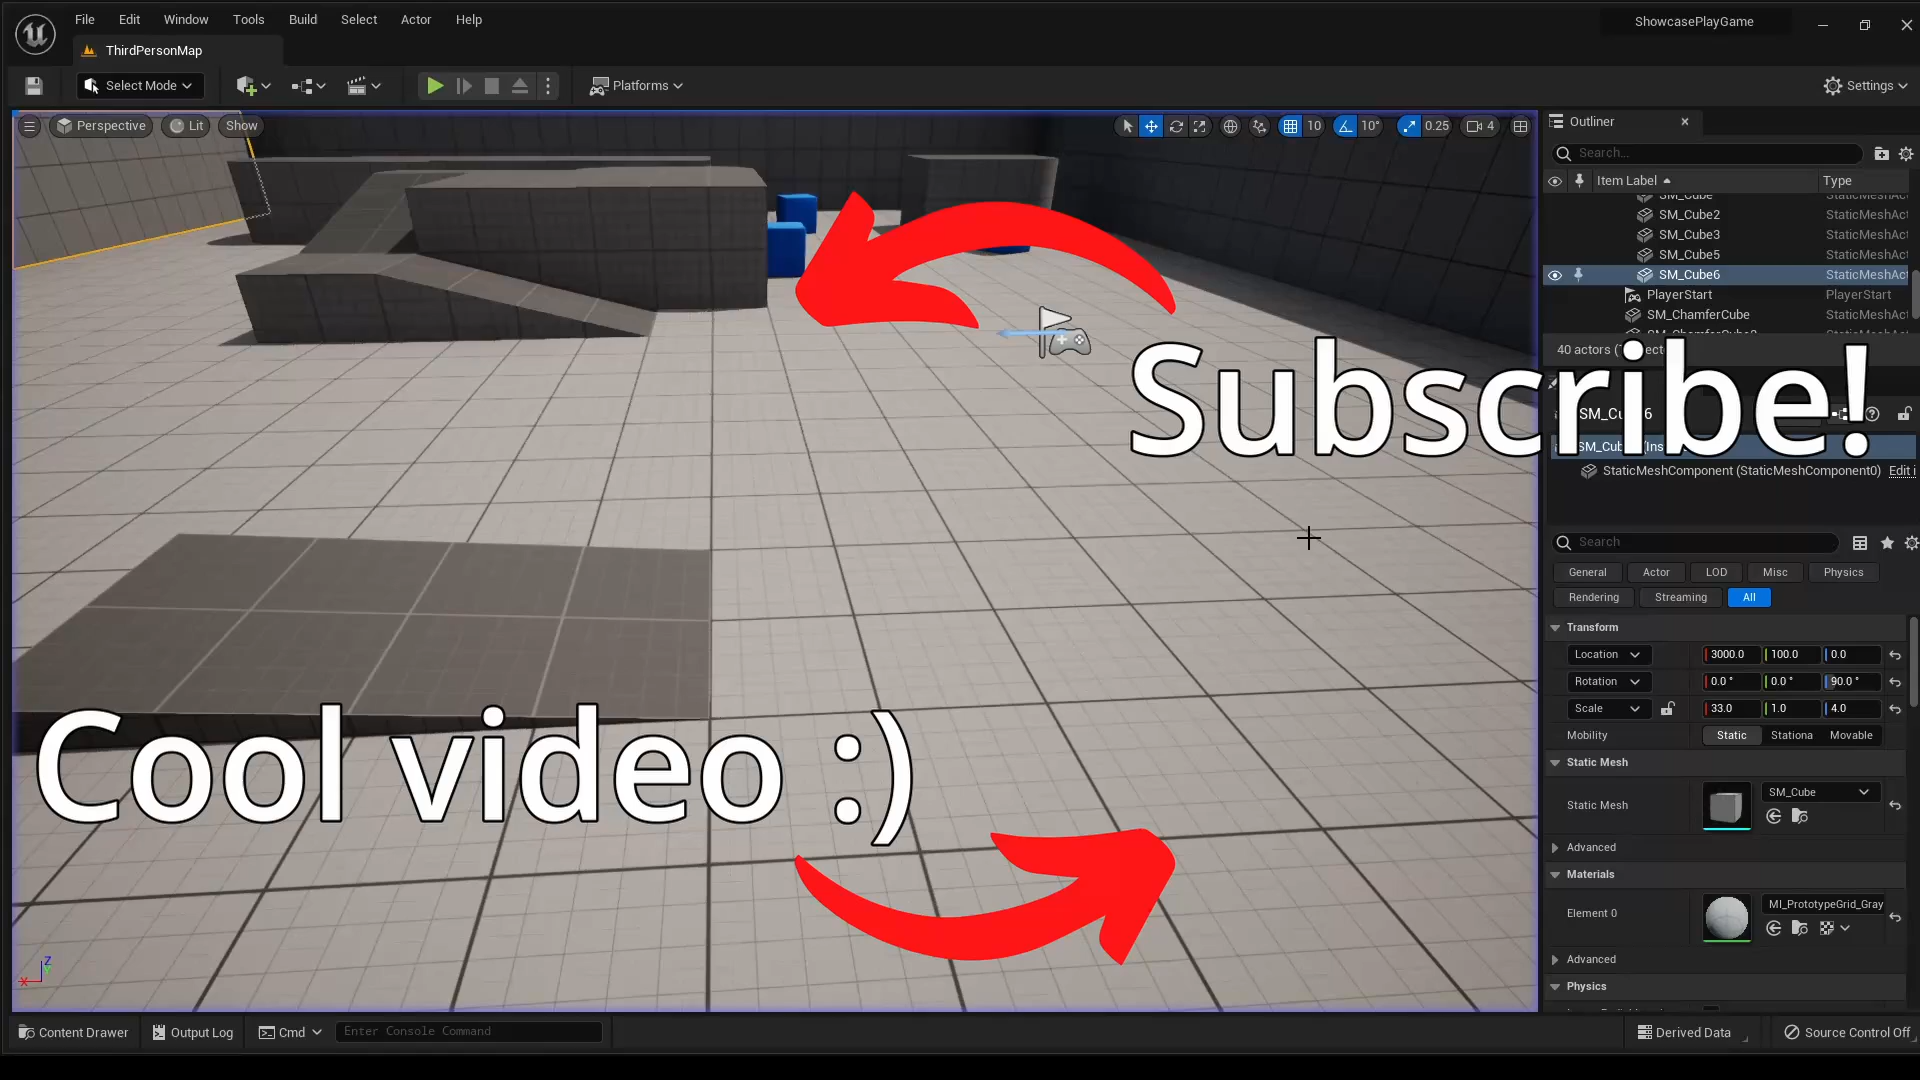 File Edit Window Tools Build Select Actor Help
ShowcasePlayGame
ThirdPersonMap
Select Mode
Platforms
Settings
Perspective Lit Show
10 10° 0.25 4
Outliner
Search...
Item Label Type
SM_Cube StaticMeshAct
SM_Cube2 StaticMeshAct
SM_Cube3 StaticMeshAct
SM_Cube5 StaticMeshAct
SM_Cube6 StaticMeshAct
PlayerStart PlayerStart
SM_ChamferCube StaticMeshAct
40 actors
Subscribe!
StaticMeshComponent (StaticMeshComponent0) Edit i
Search
General Actor LOD Misc Physics
Rendering Streaming All
Transform
Location 3000.0 100.0 0.0
Rotation 0.0 ° 0.0 ° 90.0 °
Scale 33.0 1.0 4.0
Mobility Static Stationa Movable
Static Mesh
Static Mesh SM_Cube
Advanced
Materials
Element 0 MI_PrototypeGrid_Gray
Advanced
Physics
Cool video :)
Z
X
Content Drawer Output Log Cmd Enter Console Command
Derived Data Source Control Off